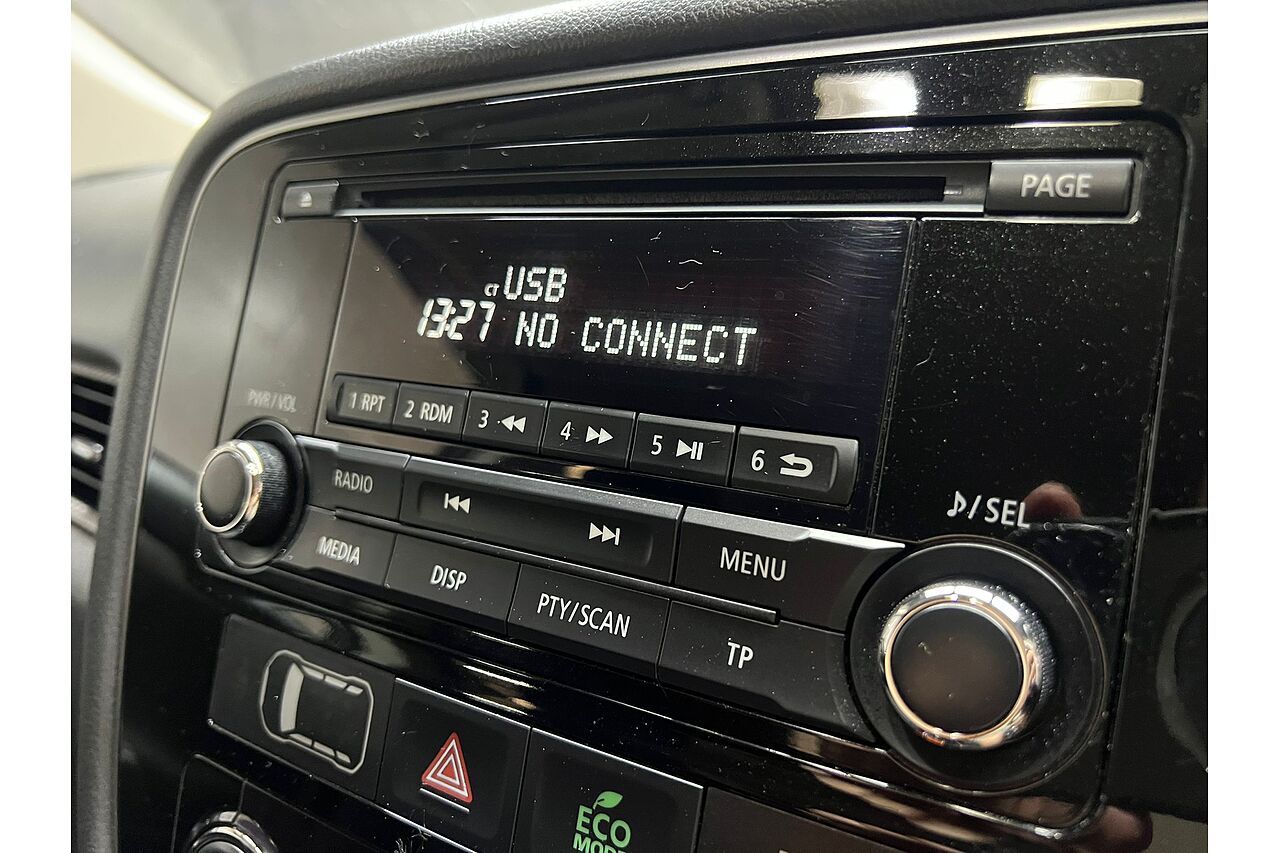 PAGE
CT USB
13:27 NO CONNECT
PWR / VOL
1 RPT 2 RDM 3 4 5 6
/SEL
RADIO
MENU
MEDIA DISP PTY/SCAN TP
ECO
MODE